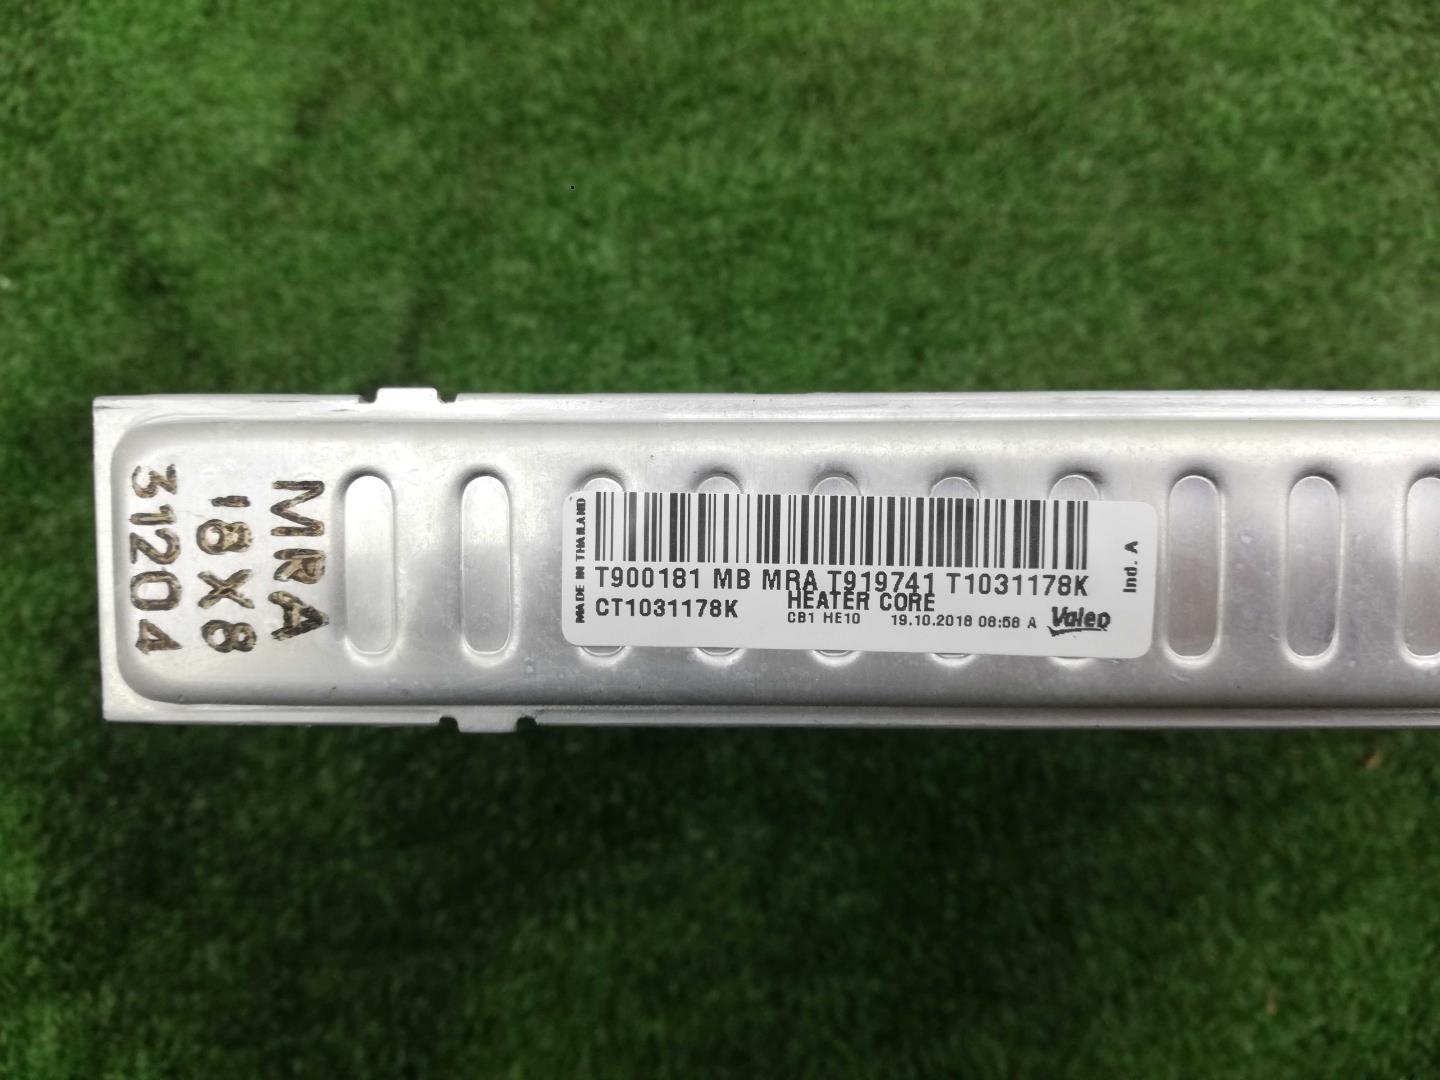 MRA
18X8
31204
MADE IN THAILAND
T900181 MB MRA T919741 T1031178K
CT1031178K
HEATER CORE
CB1 HE10 19.10.2018 08:58 A
Valeo
Ind. A